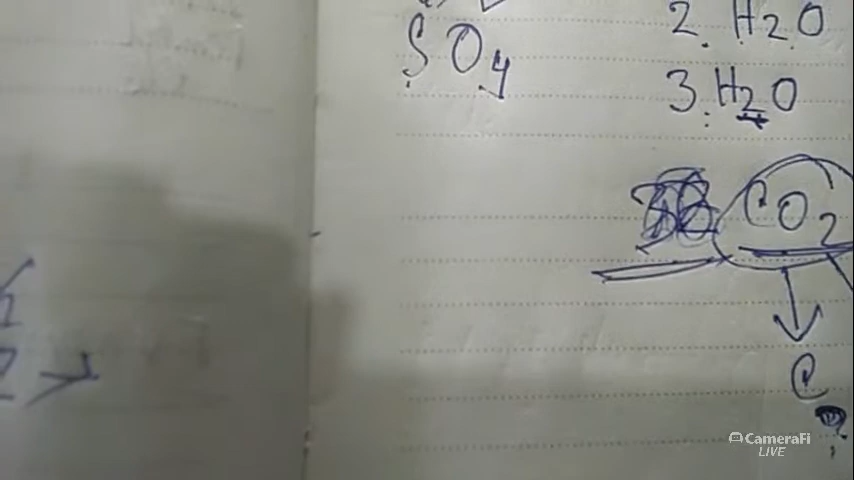 2. H2O
SO4
3. H2O
CO2
C
?
CameraFi
LIVE